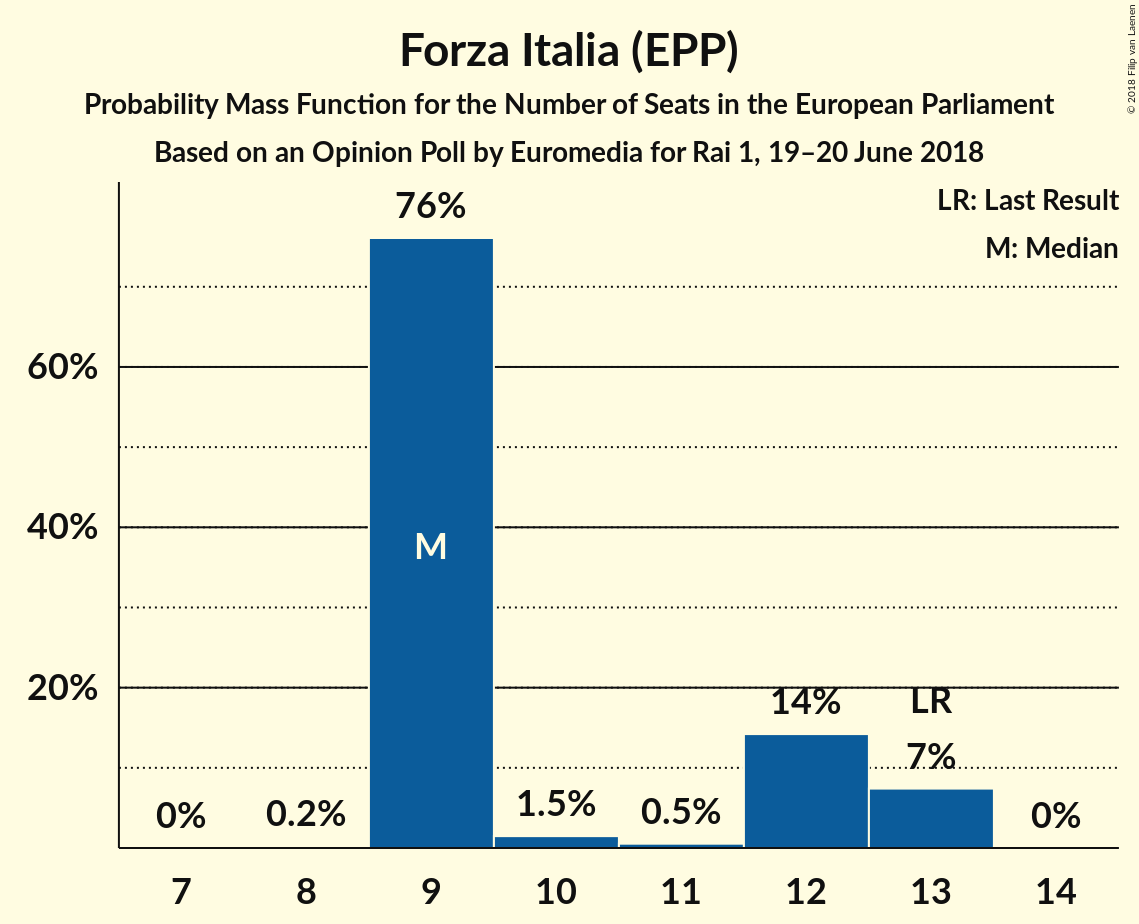 Forza Italia (EPP)
Probability Mass Function for the Number of Seats in the European Parliament
Based on an Opinion Poll by Euromedia for Rai 1, 19–20 June 2018
© 2018 Filip van Laenen
LR: Last Result
M: Median
76%
60%
40%
20%
M
0%
0.2%
1.5%
0.5%
14%
LR
7%
0%
7 8 9 10 11 12 13 14